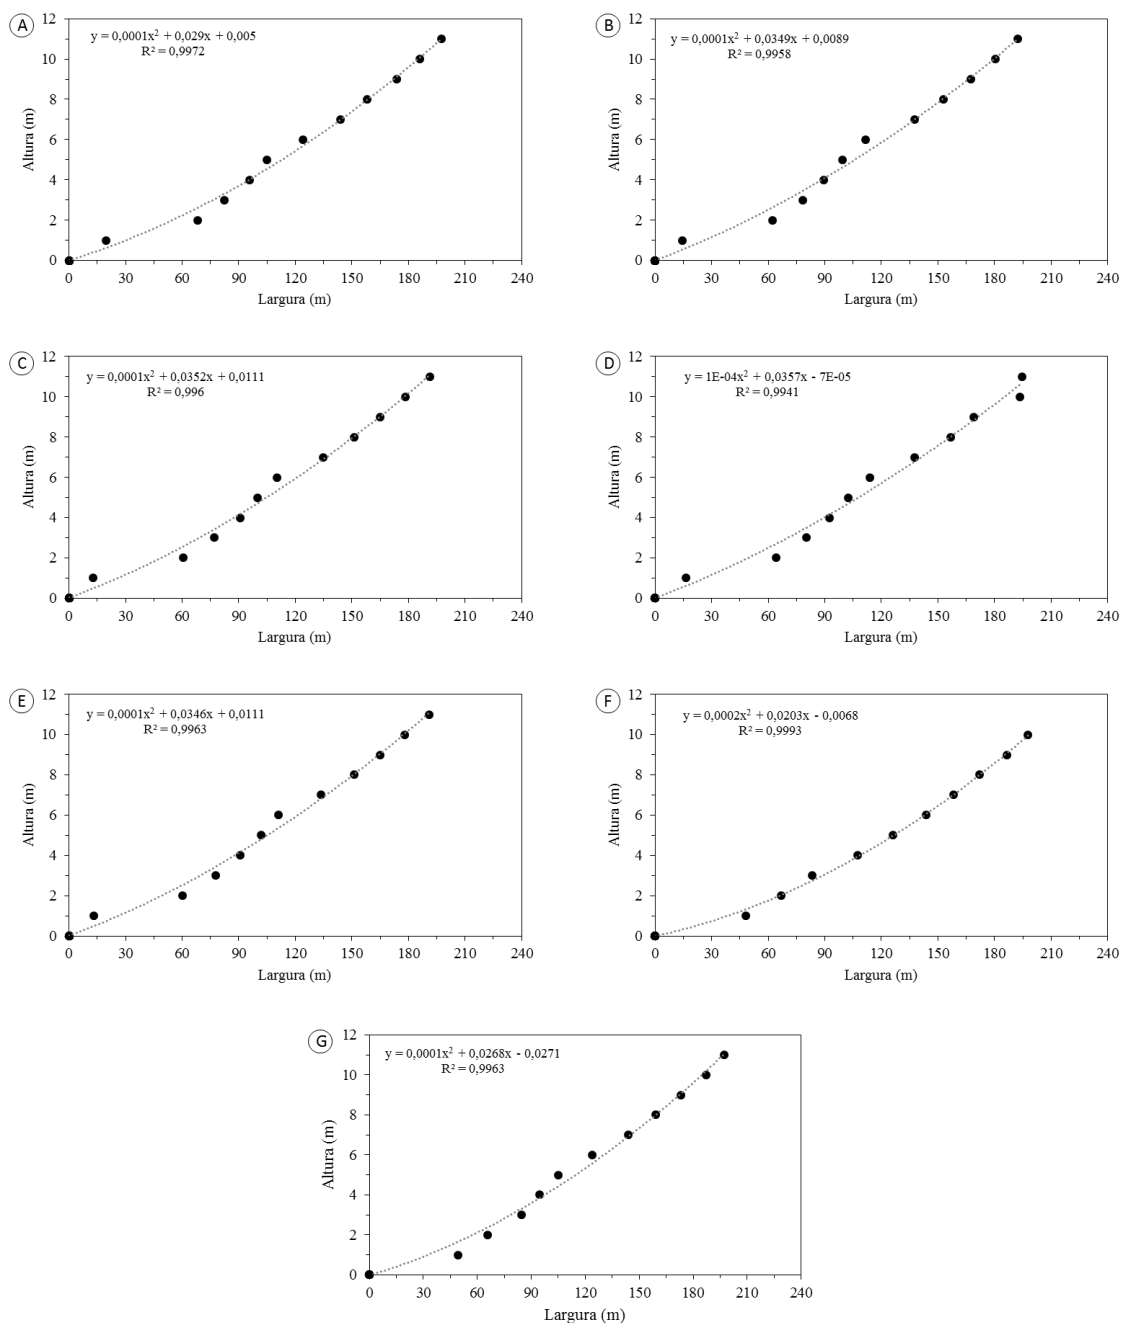 A
y = 0,0001x² + 0,029x + 0,005
R² = 0,9972
12
10
8
6
4
2
0
Altura (m)
0 30 60 90 120 150 180 210 240
Largura (m)
B
y = 0,0001x² + 0,0349x + 0,0089
R² = 0,9958
12
10
8
6
4
2
0
Altura (m)
0 30 60 90 120 150 180 210 240
Largura (m)
C
y = 0,0001x² + 0,0352x + 0,0111
R² = 0,996
12
10
8
6
4
2
0
Altura (m)
0 30 60 90 120 150 180 210 240
Largura (m)
D
y = 1E-04x² + 0,0357x - 7E-05
R² = 0,9941
12
10
8
6
4
2
0
Altura (m)
0 30 60 90 120 150 180 210 240
Largura (m)
E
y = 0,0001x² + 0,0346x + 0,0111
R² = 0,9963
12
10
8
6
4
2
0
Altura (m)
0 30 60 90 120 150 180 210 240
Largura (m)
F
y = 0,0002x² + 0,0203x - 0,0068
R² = 0,9993
12
10
8
6
4
2
0
Altura (m)
0 30 60 90 120 150 180 210 240
Largura (m)
G
y = 0,0001x² + 0,0268x - 0,0271
R² = 0,9963
12
10
8
6
4
2
0
Altura (m)
0 30 60 90 120 150 180 210 240
Largura (m)